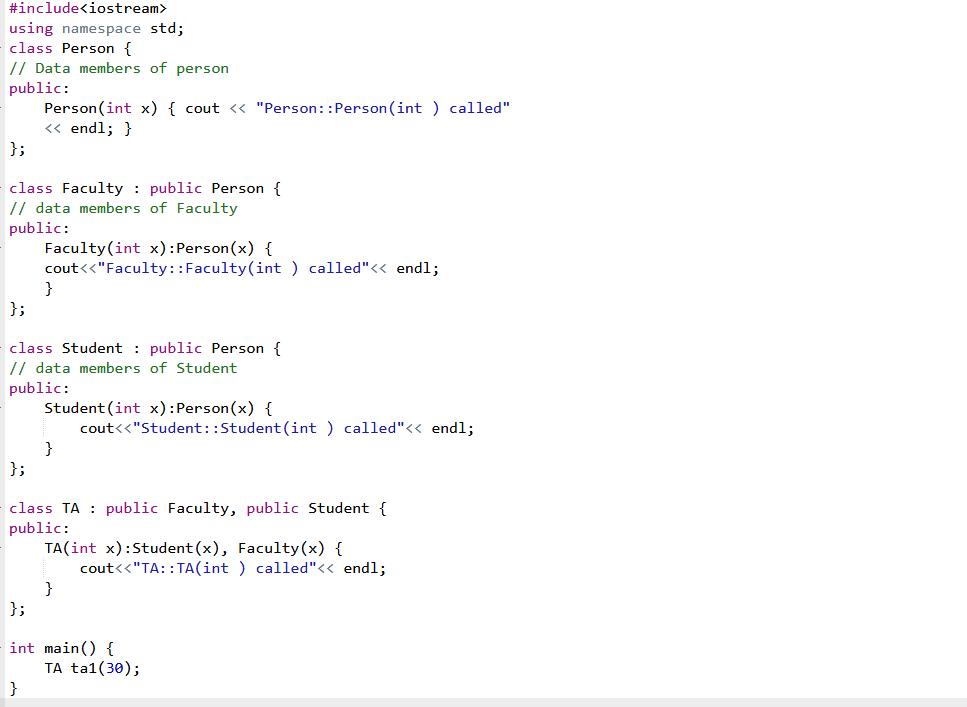 #include<iostream>
using namespace std;
class Person {
// Data members of person
public:
    Person(int x) { cout << "Person::Person(int ) called"
    << endl; }
};

class Faculty : public Person {
// data members of Faculty
public:
    Faculty(int x):Person(x) {
    cout<<"Faculty::Faculty(int ) called"<< endl;
    }
};

class Student : public Person {
// data members of Student
public:
    Student(int x):Person(x) {
        cout<<"Student::Student(int ) called"<< endl;
    }
};

class TA : public Faculty, public Student {
public:
    TA(int x):Student(x), Faculty(x) {
        cout<<"TA::TA(int ) called"<< endl;
    }
};

int main() {
    TA ta1(30);
}